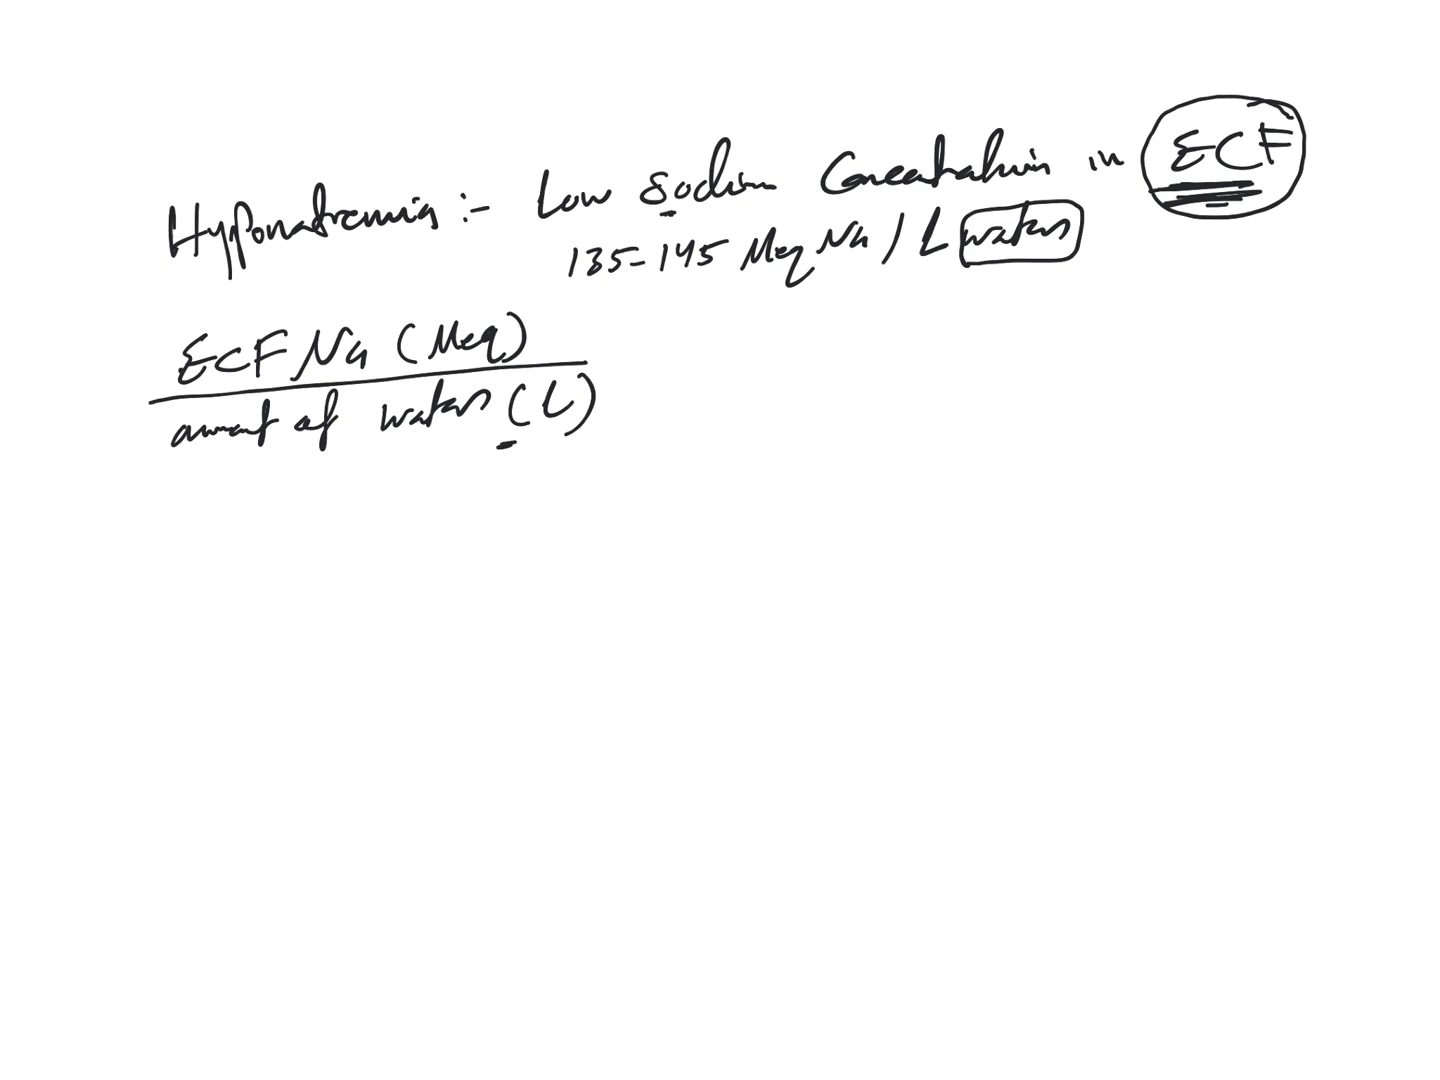 Hyponatremia :- Low Sodium Concentration in ECF
135-145 Meq Na / L water
ECF Na (Meq)
amount of water (L)